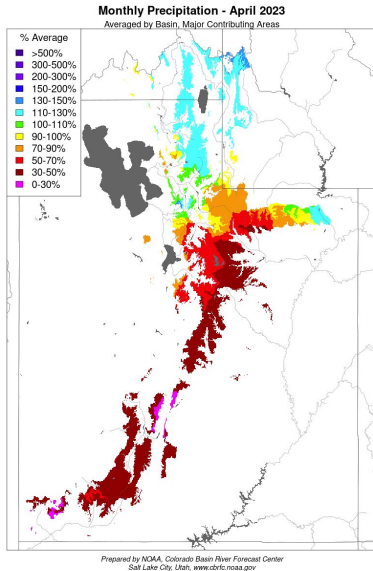 Monthly Precipitation - April 2023
Averaged by Basin, Major Contributing Areas
% Average
>500%
300-500%
200-300%
150-200%
130-150%
110-130%
100-110%
90-100%
70-90%
50-70%
30-50%
0-30%
Prepared by NOAA, Colorado Basin River Forecast Center
Salt Lake City, Utah, www.cbrfc.noaa.gov